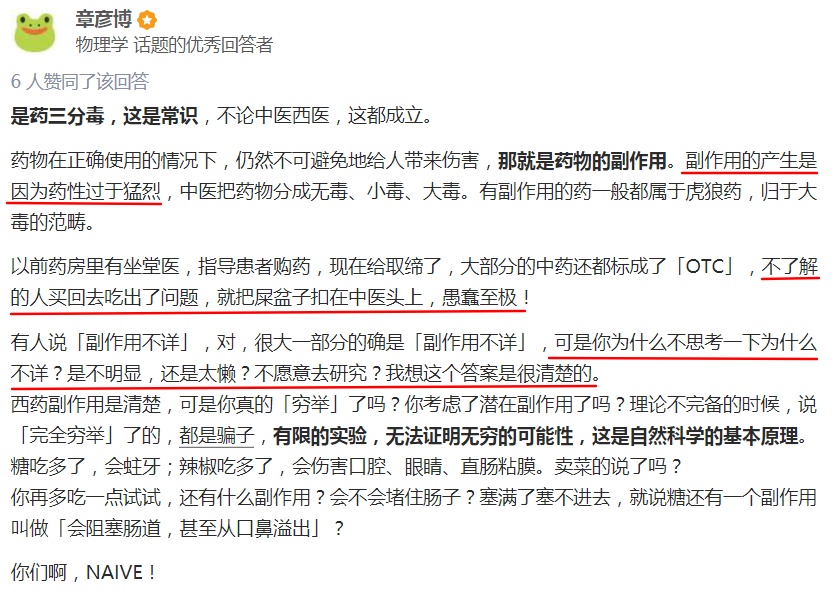 章彦博
物理学 话题的优秀回答者
6 人赞同了该回答
是药三分毒，这是常识，不论中医西医，这都成立。
药物在正确使用的情况下，仍然不可避免地给人带来伤害，那就是药物的副作用。副作用的产生是
因为药性过于猛烈，中医把药物分成无毒、小毒、大毒。有副作用的药一般都属于虎狼药，归于大
毒的范畴。
以前药房里有坐堂医，指导患者购药，现在给取缔了，大部分的中药还都标成了「OTC」，不了解
的人买回去吃出了问题，就把屎盆子扣在中医头上，愚蠢至极！
有人说「副作用不详」，对，很大一部分的确是「副作用不详」，可是你为什么不思考一下为什么
不详？是不明显，还是太懒？不愿意去研究？我想这个答案是很清楚的。
西药副作用是清楚，可是你真的「穷举」了吗？你考虑了潜在副作用了吗？理论不完备的时候，说
「完全穷举」了的，都是骗子，有限的实验，无法证明无穷的可能性，这是自然科学的基本原理。
糖吃多了，会蛀牙；辣椒吃多了，会伤害口腔、眼睛、直肠粘膜。卖菜的说了吗？
你再多吃一点试试，还有什么副作用？会不会堵住肠子？塞满了塞不进去，就说糖还有一个副作用
叫做「会阻塞肠道，甚至从口鼻溢出」？
你们啊，NAIVE！